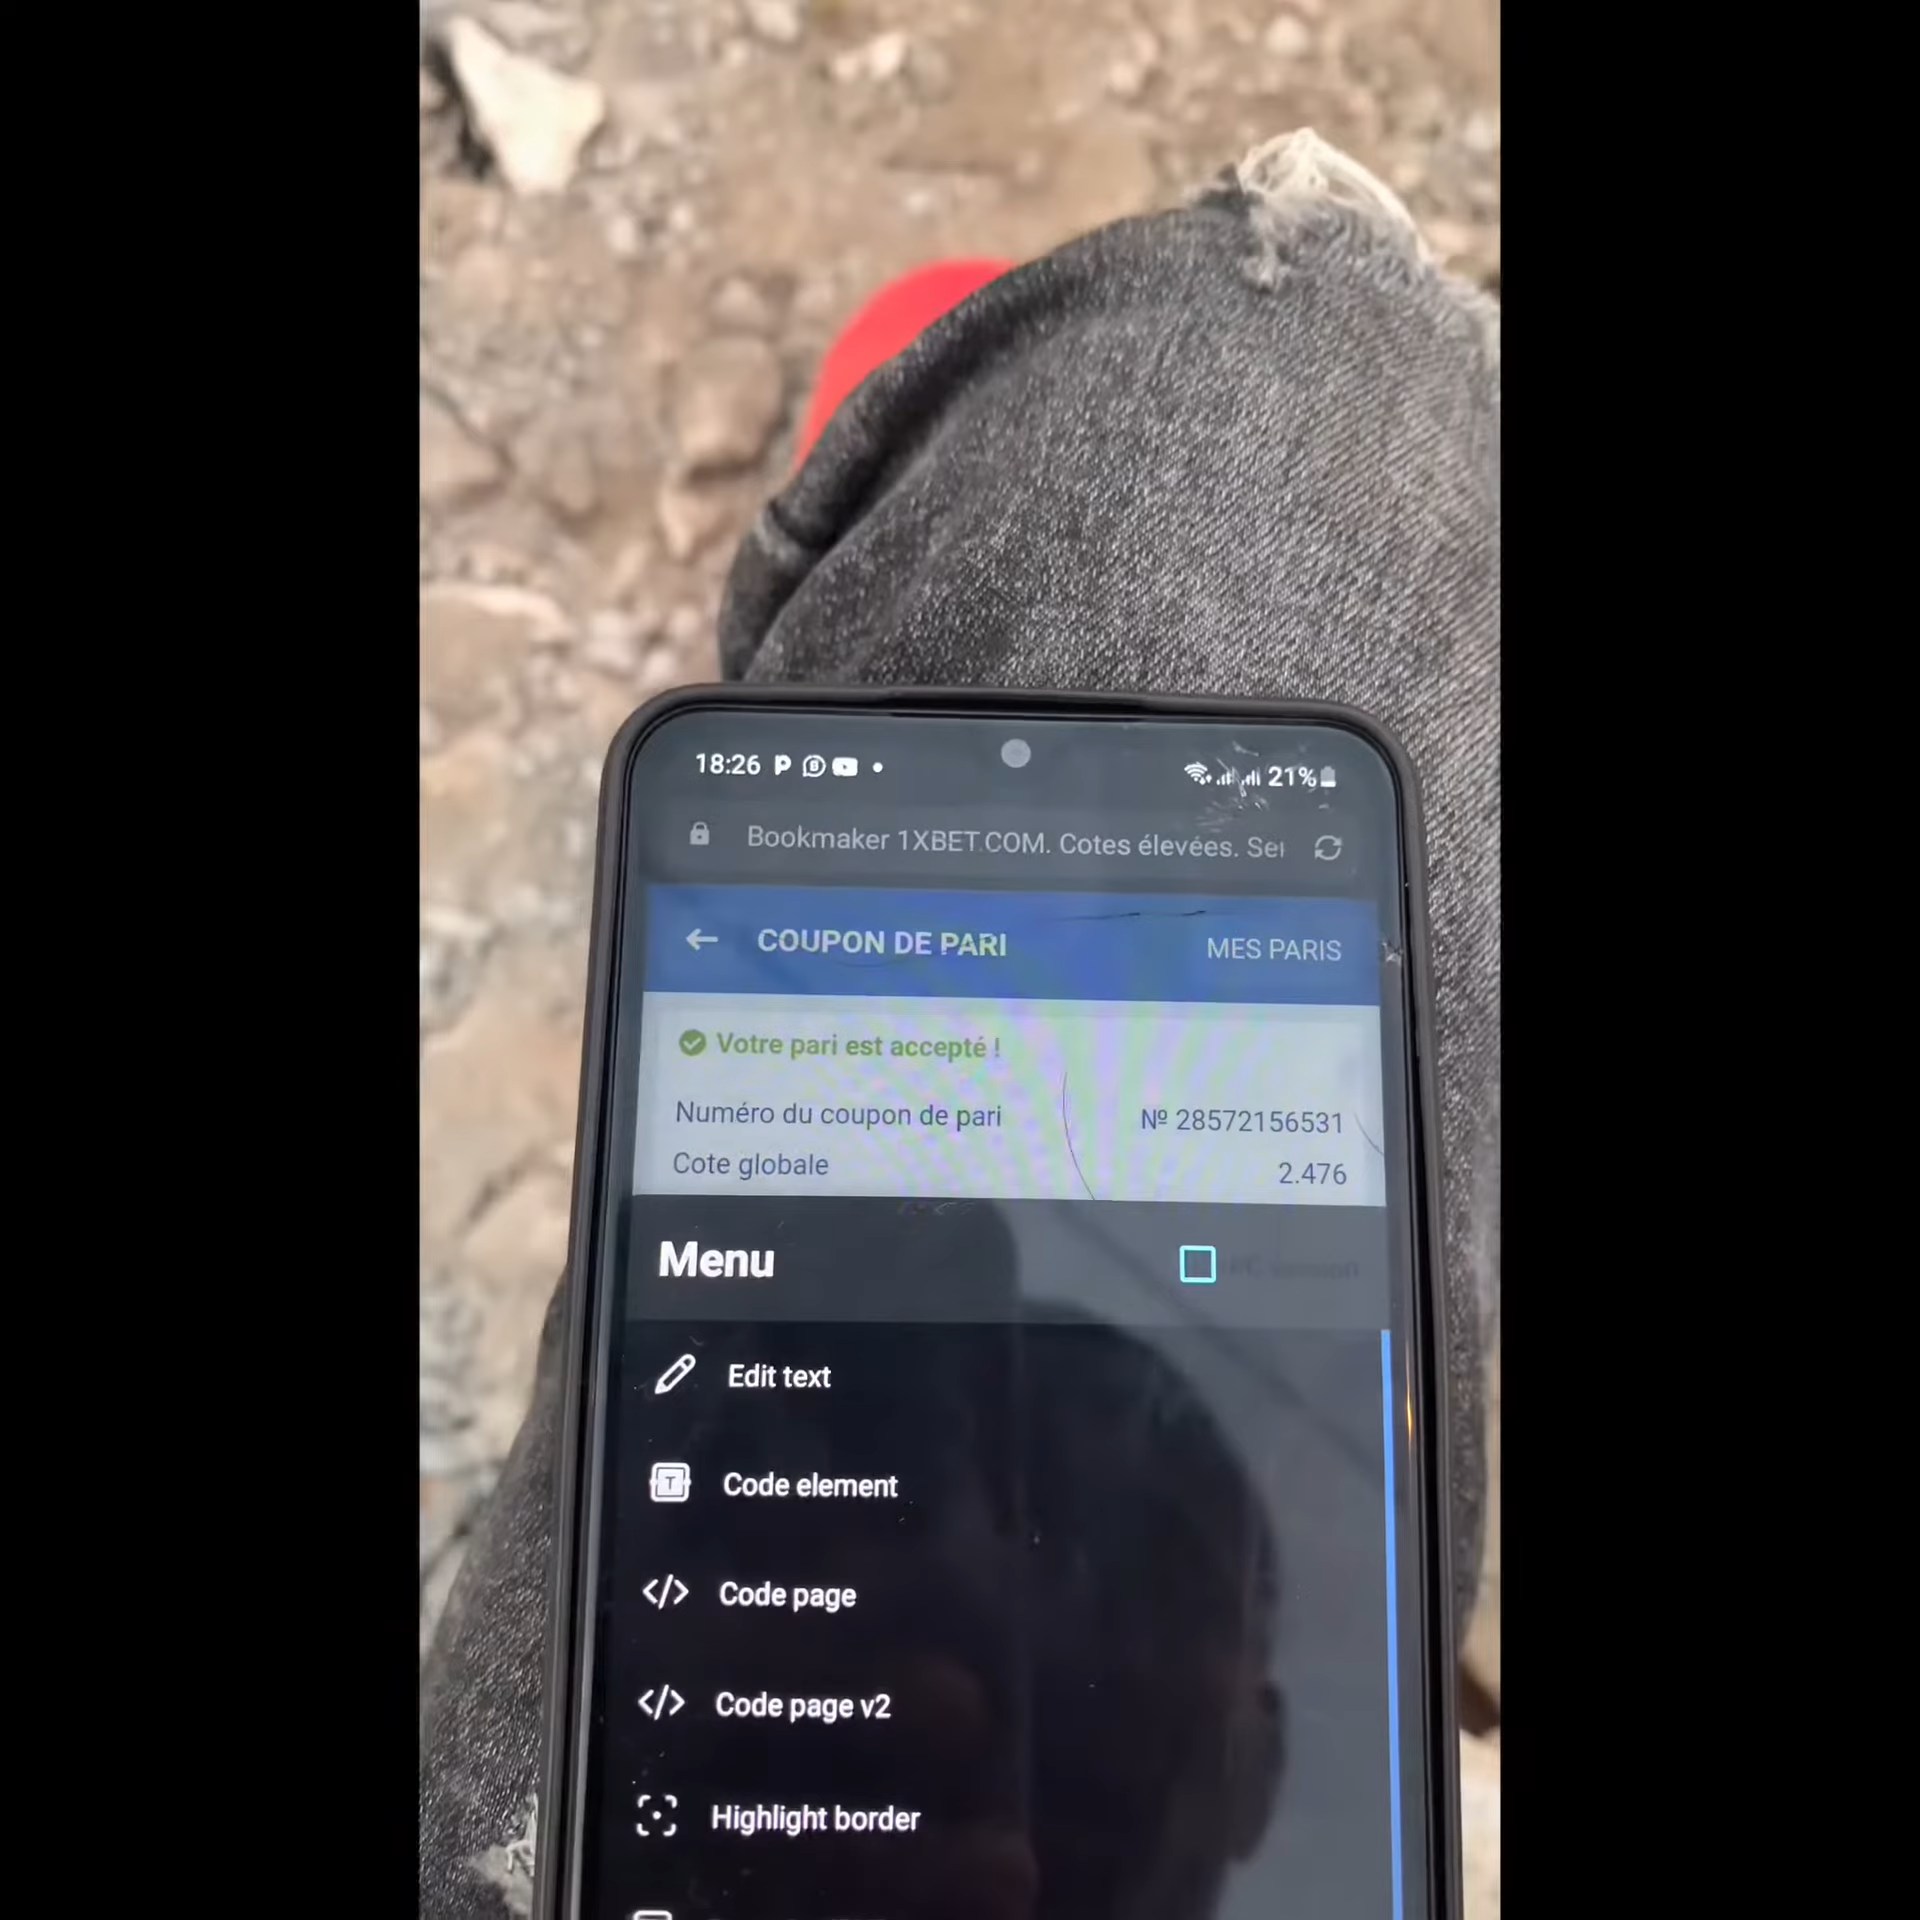 18:26
21%
Bookmaker 1XBET.COM. Cotes élevées. Ser
COUPON DE PARI
MES PARIS
Votre pari est accepté !
Numéro du coupon de pari
Nº 28572156531
Cote globale
2.476
Menu
Edit text
Code element
Code page
Code page v2
Highlight border